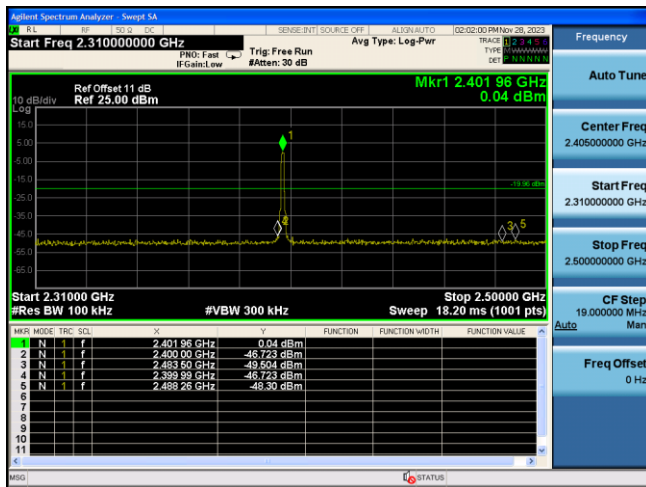 Agilent Spectrum Analyzer - Swept SA
RL RF 50 Ω DC SENSE:INT SOURCE OFF ALIGN AUTO 02:02:00 PM Nov 28, 2023
Start Freq 2.310000000 GHz
PNO: Fast
IFGain:Low
Trig: Free Run
#Atten: 30 dB
Avg Type: Log-Pwr
TRACE 1 2 3 4 5 6
TYPE
DET P N N N N N
Ref Offset 11 dB
10 dB/div Ref 25.00 dBm
Log
Mkr1 2.401 96 GHz
0.04 dBm
15.0
5.00
-5.00
-15.0
-25.0
-35.0
-45.0
-55.0
-65.0
1
-19.96 dBm
3 5
Start 2.31000 GHz Stop 2.50000 GHz
#Res BW 100 kHz #VBW 300 kHz Sweep 18.20 ms (1001 pts)
MKR MODE TRC SCL X Y FUNCTION FUNCTION WIDTH FUNCTION VALUE
1 N 1 f 2.401 96 GHz 0.04 dBm
2 N 1 f 2.400 00 GHz -46.723 dBm
3 N 1 f 2.483 50 GHz -49.504 dBm
4 N 1 f 2.399 99 GHz -46.723 dBm
5 N 1 f 2.488 26 GHz -48.30 dBm
6
7
8
9
10
11
MSG STATUS
Frequency
Auto Tune
Center Freq
2.405000000 GHz
Start Freq
2.310000000 GHz
Stop Freq
2.500000000 GHz
CF Step
19.000000 MHz
Auto Man
Freq Offset
0 Hz